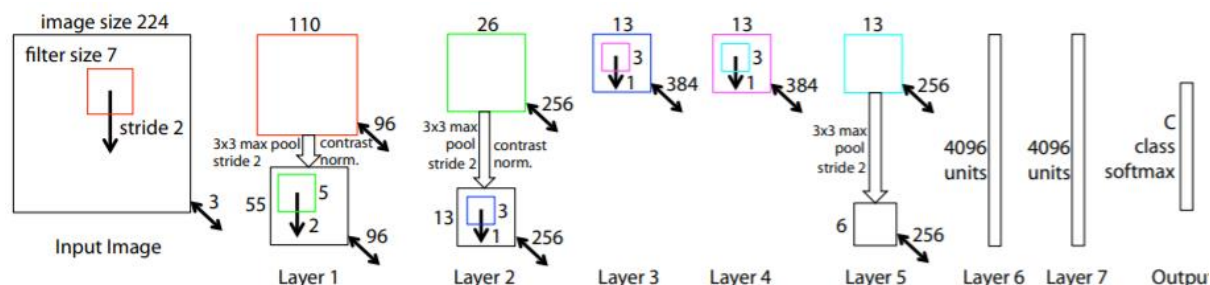 image size 224
filter size 7
stride 2
3
Input Image
110
96
3x3 max pool
stride 2
contrast
norm.
55
5
2
96
Layer 1
26
256
3x3 max
pool
stride 2
contrast
norm.
13
3
1
256
Layer 2
13
3
1
384
Layer 3
13
3
1
384
Layer 4
13
256
3x3 max
pool
stride 2
6
256
Layer 5
4096
units
Layer 6
4096
units
Layer 7
C
class
softmax
Output